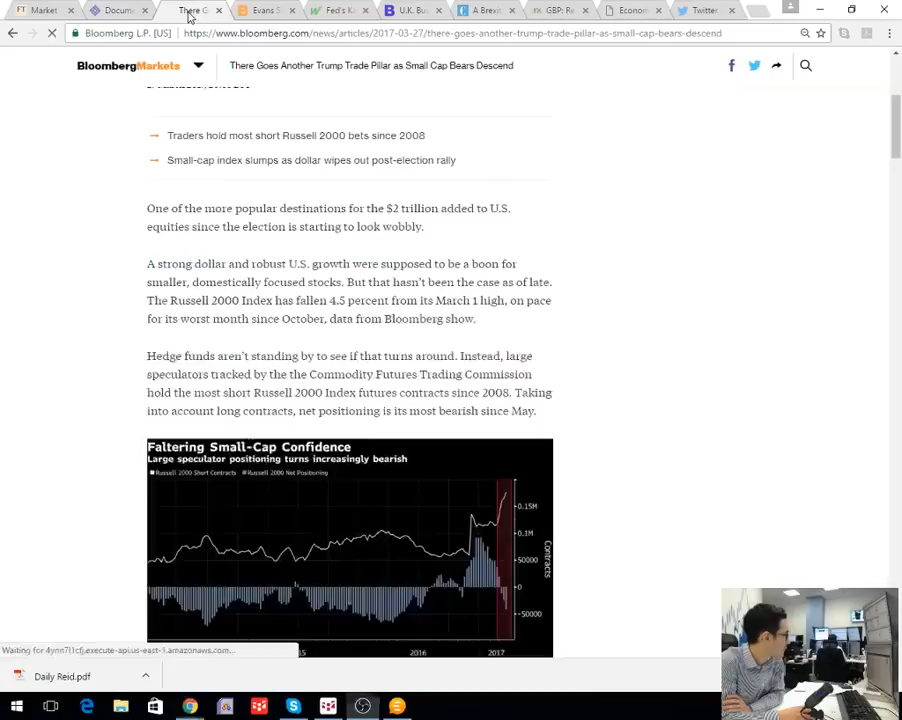 Market
Docume
There G
Evans S
Fed's Ka
U.K. Bu
A Brexit
GBP: Re
Econom
Twitter
Bloomberg L.P. [US]
https://www.bloomberg.com/news/articles/2017-03-27/there-goes-another-trump-trade-pillar-as-small-cap-bears-descend
BloombergMarkets
There Goes Another Trump Trade Pillar as Small Cap Bears Descend
→ Traders hold most short Russell 2000 bets since 2008
→ Small-cap index slumps as dollar wipes out post-election rally
One of the more popular destinations for the $2 trillion added to U.S.
equities since the election is starting to look wobbly.
A strong dollar and robust U.S. growth were supposed to be a boon for
smaller, domestically focused stocks. But that hasn't been the case as of late.
The Russell 2000 Index has fallen 4.5 percent from its March 1 high, on pace
for its worst month since October, data from Bloomberg show.
Hedge funds aren't standing by to see if that turns around. Instead, large
speculators tracked by the the Commodity Futures Trading Commission
hold the most short Russell 2000 Index futures contracts since 2008. Taking
into account long contracts, net positioning is its most bearish since May.
Faltering Small-Cap Confidence
Large speculator positioning turns increasingly bearish
Russell 2000 Short Contracts
Russell 2000 Net Positioning
0.15M
0.1M
50000
0
-50000
Contracts
15
2016
2017
Daily Reid.pdf